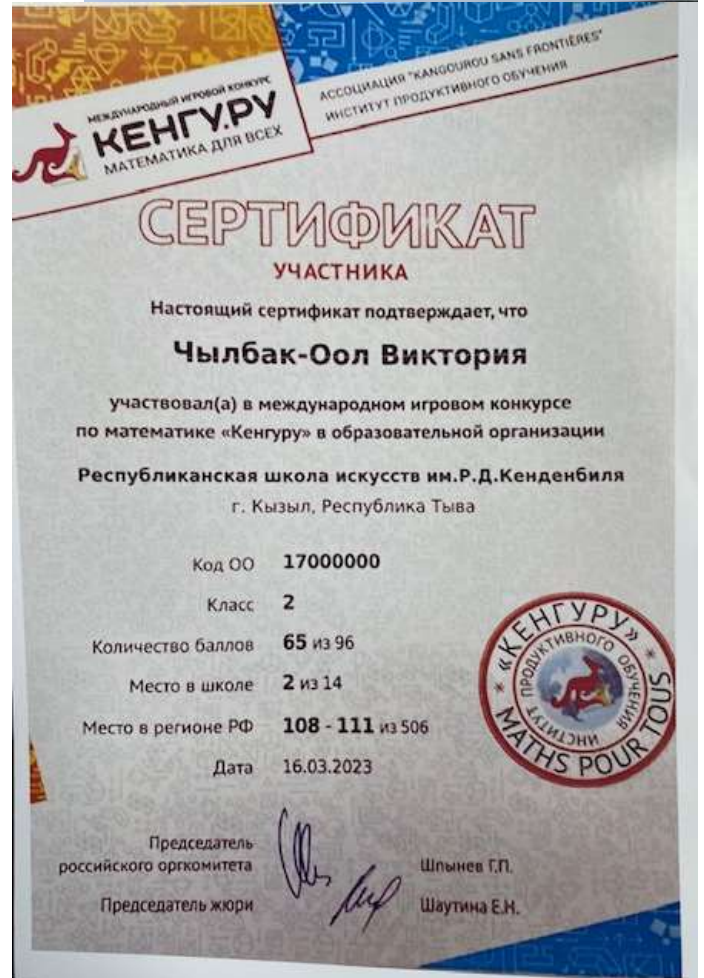 МЕЖДУНАРОДНЫЙ ИГРОВОЙ КОНКУРС
КЕНГУ.РУ
МАТЕМАТИКА ДЛЯ ВСЕХ
АССОЦИАЦИЯ "KANGOUROU SANS FRONTIÈRES"
ИНСТИТУТ ПРОДУКТИВНОГО ОБУЧЕНИЯ
СЕРТИФИКАТ
УЧАСТНИКА
Настоящий сертификат подтверждает, что
Чылбак-Оол Виктория
участвовал(а) в международном игровом конкурсе
по математике «Кенгуру» в образовательной организации
Республиканская школа искусств им.Р.Д.Кенденбиля
г. Кызыл, Республика Тыва
Код ОО 17000000
Класс 2
Количество баллов 65 из 96
Место в школе 2 из 14
Место в регионе РФ 108 - 111 из 506
Дата 16.03.2023
«КЕНГУРУ»
ИНСТИТУТ ПРОДУКТИВНОГО ОБУЧЕНИЯ
MATHS POUR TOUS
Председатель
российского оргкомитета Шпынев Г.П.
Председатель жюри Шаутина Е.Н.